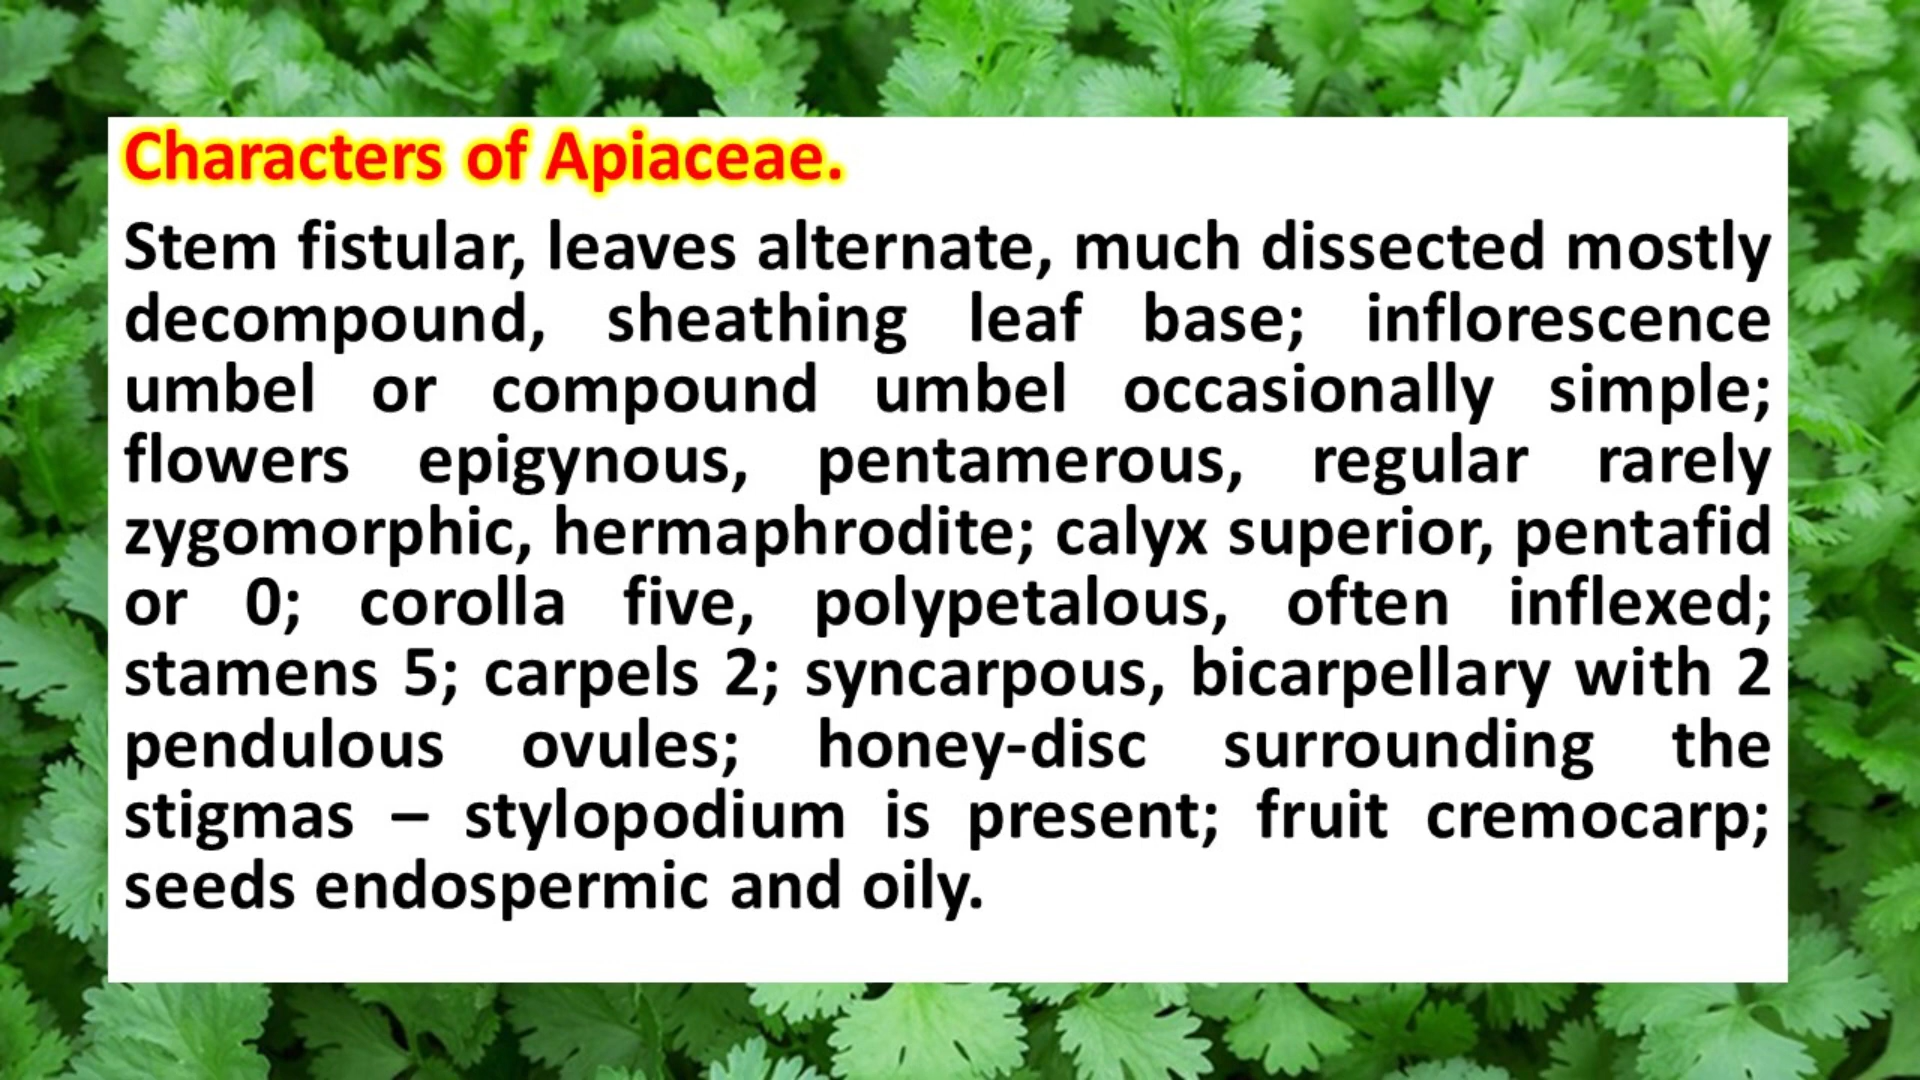 Characters of Apiaceae.
Stem fistular, leaves alternate, much dissected mostly
decompound, sheathing leaf base; inflorescence
umbel or compound umbel occasionally simple;
flowers epigynous, pentamerous, regular rarely
zygomorphic, hermaphrodite; calyx superior, pentafid
or 0; corolla five, polypetalous, often inflexed;
stamens 5; carpels 2; syncarpous, bicarpellary with 2
pendulous ovules; honey-disc surrounding the
stigmas – stylopodium is present; fruit cremocarp;
seeds endospermic and oily.